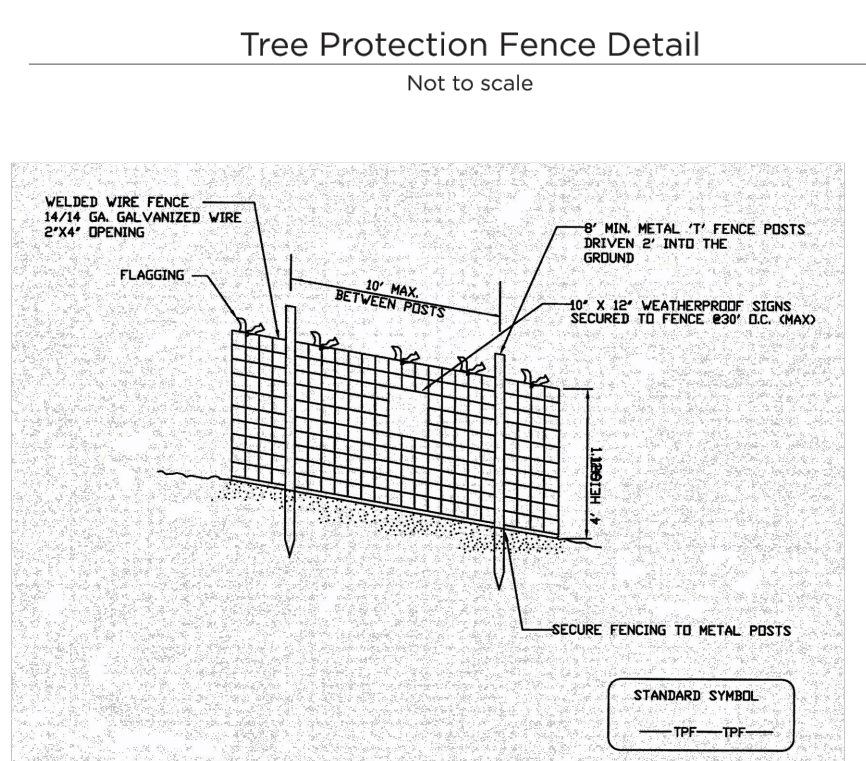 Tree Protection Fence Detail
Not to scale
WELDED WIRE FENCE
14/14 GA. GALVANIZED WIRE
2"X4" OPENING
FLAGGING
10' MAX.
BETWEEN POSTS
8' MIN. METAL 'T' FENCE POSTS
DRIVEN 2' INTO THE
GROUND
10" X 12" WEATHERPROOF SIGNS
SECURED TO FENCE @30' O.C. (MAX)
4' HEIGHT
SECURE FENCING TO METAL POSTS
STANDARD SYMBOL
TPF TPF